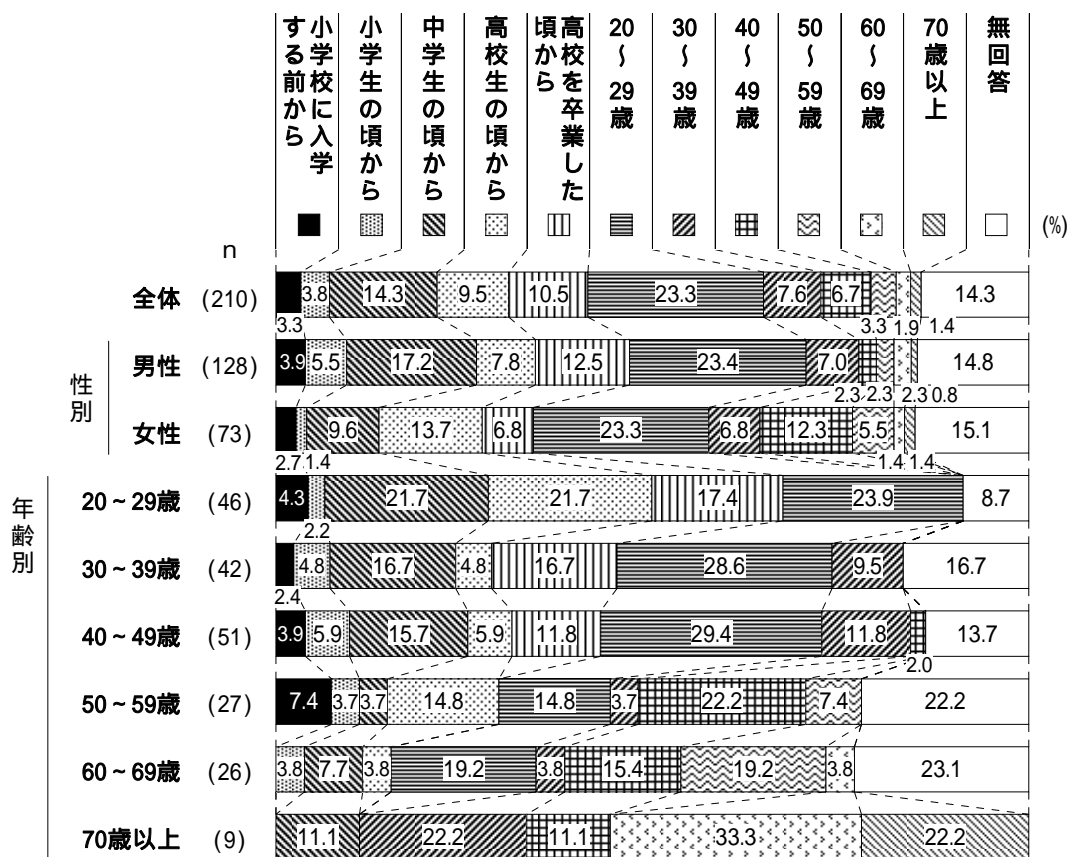 小学校に入学する前から
小学生の頃から
中学生の頃から
高校生の頃から
高校を卒業した頃から
20～29歳
30～39歳
40～49歳
50～59歳
60～69歳
70歳以上
無回答
(%)
n
全体 (210) 3.3 3.8 14.3 9.5 10.5 23.3 7.6 6.7 3.3 1.9 1.4 14.3
性別
男性 (128) 3.9 5.5 17.2 7.8 12.5 23.4 7.0 2.3 2.3 2.3 0.8 14.8
女性 (73) 2.7 1.4 9.6 13.7 6.8 23.3 6.8 12.3 5.5 1.4 1.4 15.1
年齢別
20～29歳 (46) 4.3 2.2 21.7 21.7 17.4 23.9 8.7
30～39歳 (42) 2.4 4.8 16.7 4.8 16.7 28.6 9.5 16.7
40～49歳 (51) 3.9 5.9 15.7 5.9 11.8 29.4 11.8 2.0 13.7
50～59歳 (27) 7.4 3.7 3.7 14.8 14.8 3.7 22.2 7.4 22.2
60～69歳 (26) 3.8 7.7 3.8 19.2 3.8 15.4 19.2 3.8 23.1
70歳以上 (9) 11.1 22.2 11.1 33.3 22.2